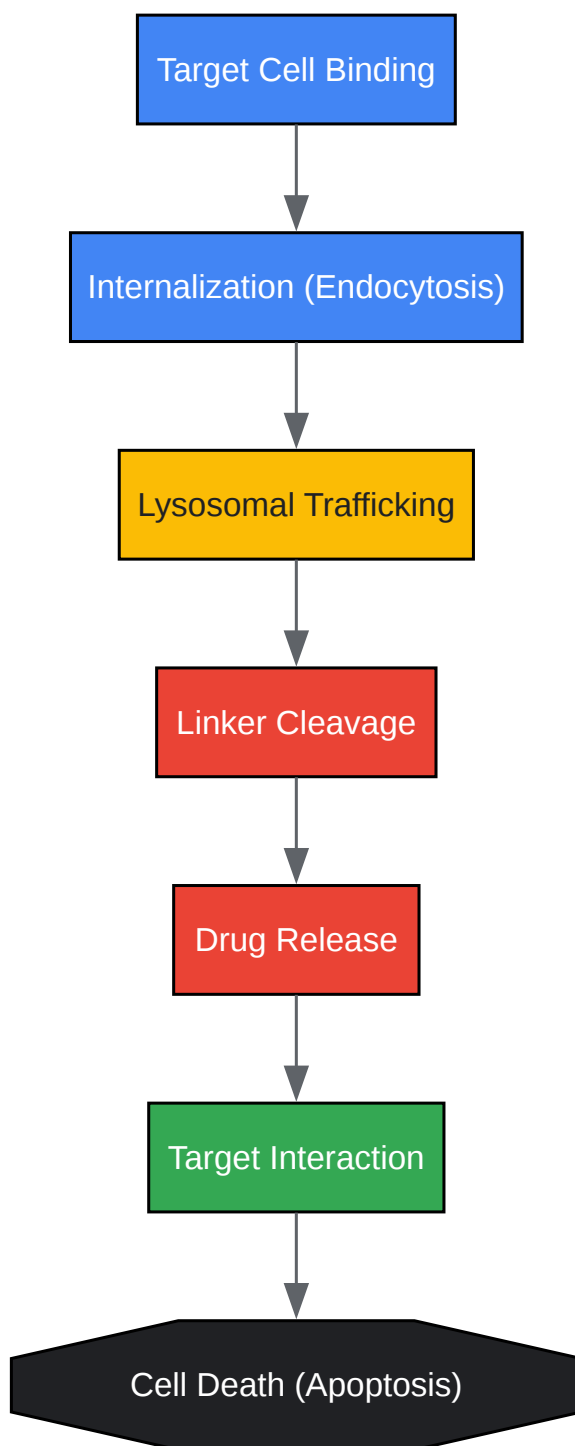 Target Cell Binding
Internalization (Endocytosis)
Lysosomal Trafficking
Linker Cleavage
Drug Release
Target Interaction
Cell Death (Apoptosis)